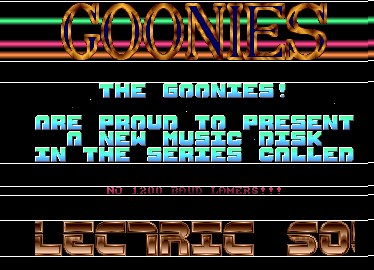 GOONIES
THE GOONIES!
ARE PROUD TO PRESENT
A NEW MUSIC DISK
IN THE SERIES CALLED
NO 1200 BAUD LAMERS!!!
LECTRIC SO